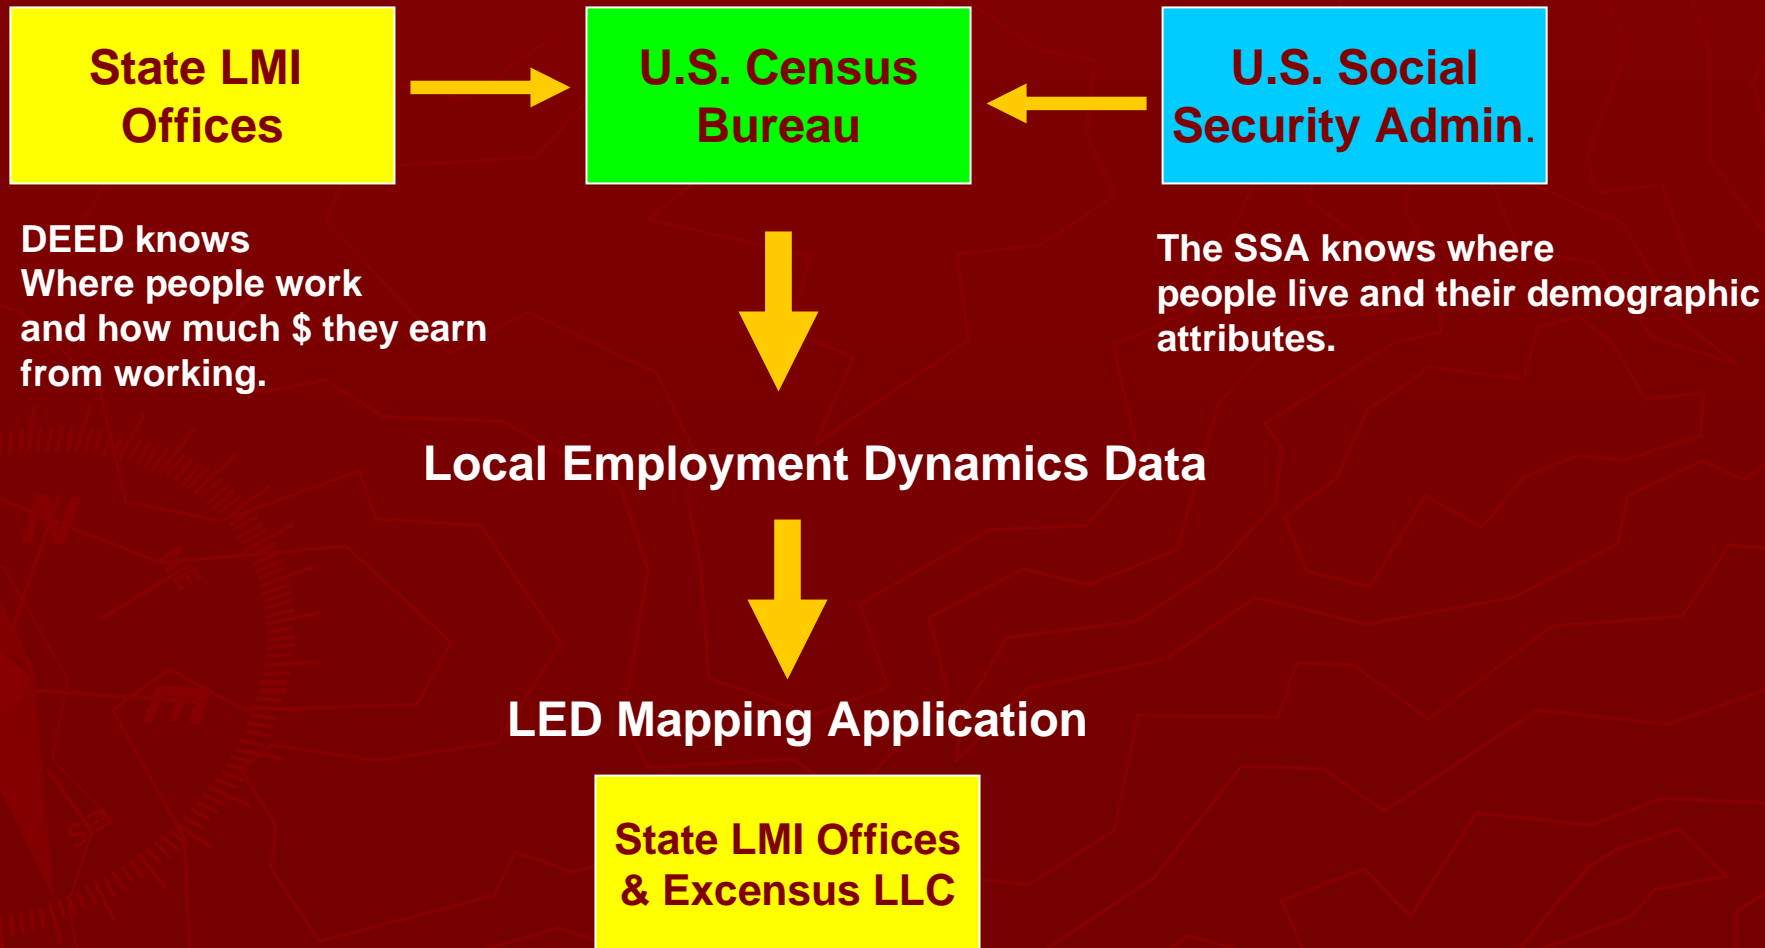 State LMI
Offices
U.S. Census
Bureau
U.S. Social
Security Admin.
DEED knows
Where people work
and how much $ they earn
from working.
The SSA knows where
people live and their demographic
attributes.
Local Employment Dynamics Data
LED Mapping Application
State LMI Offices
& Excensus LLC
N
E
S